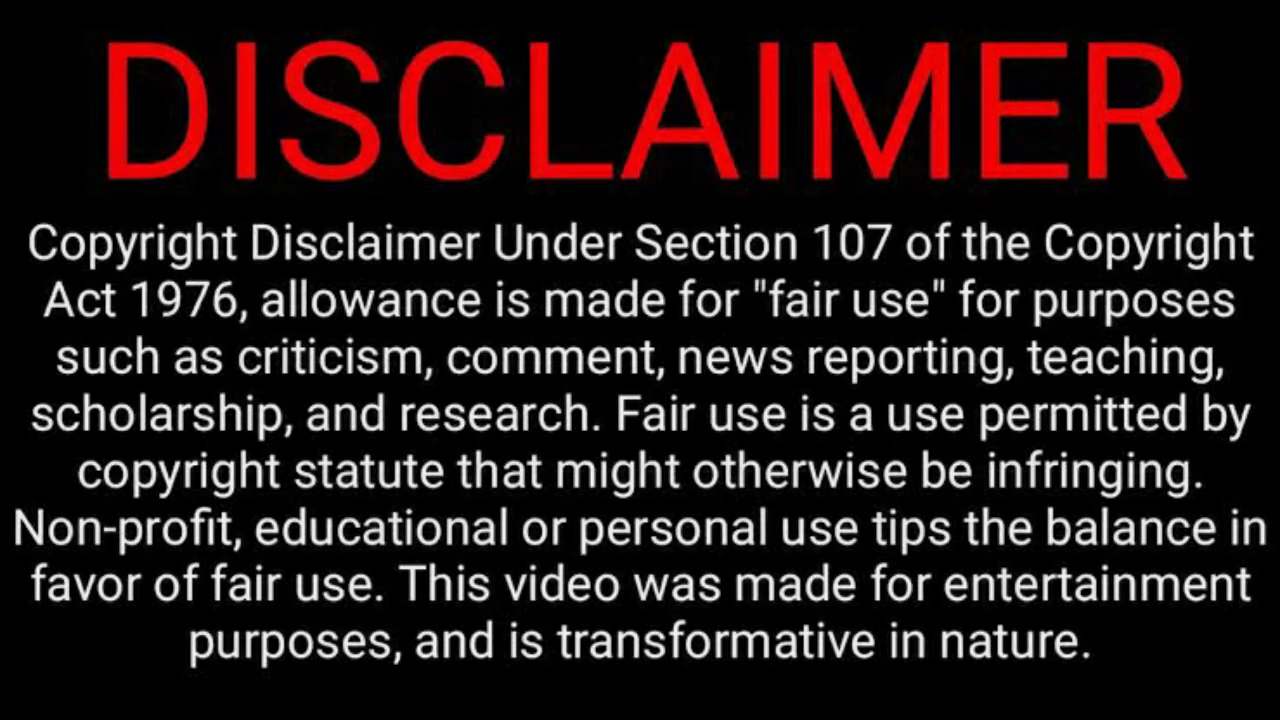 DISCLAIMER
Copyright Disclaimer Under Section 107 of the Copyright
Act 1976, allowance is made for "fair use" for purposes
such as criticism, comment, news reporting, teaching,
scholarship, and research. Fair use is a use permitted by
copyright statute that might otherwise be infringing.
Non-profit, educational or personal use tips the balance in
favor of fair use. This video was made for entertainment
purposes, and is transformative in nature.